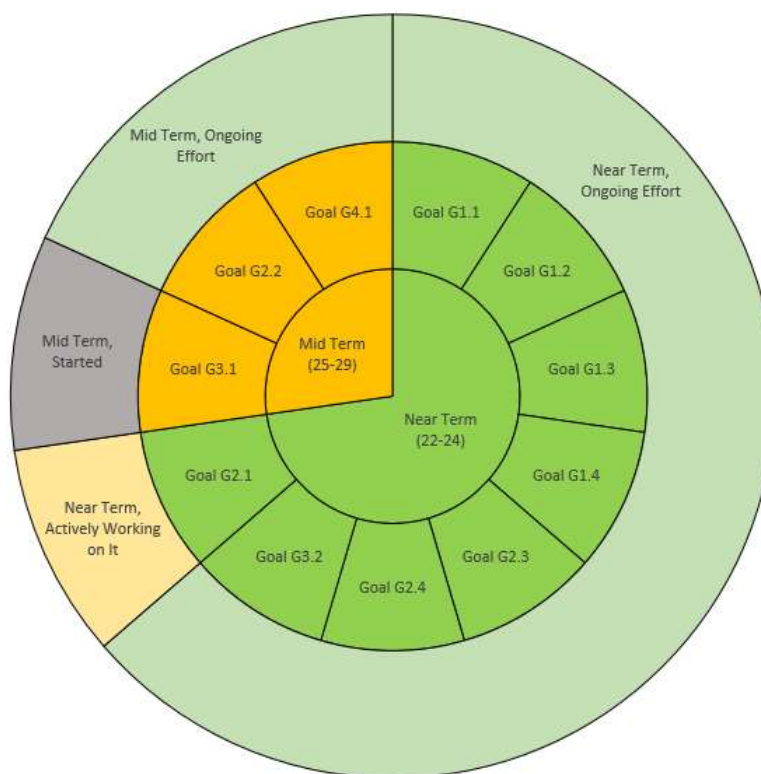 Mid Term, Ongoing
Effort
Near Term,
Ongoing Effort
Goal G4.1
Goal G1.1
Goal G2.2
Goal G1.2
Mid Term,
Started
Goal G3.1
Mid Term
(25-29)
Goal G1.3
Near Term
(22-24)
Goal G2.1
Goal G1.4
Near Term,
Actively Working
on It
Goal G3.2
Goal G2.4
Goal G2.3